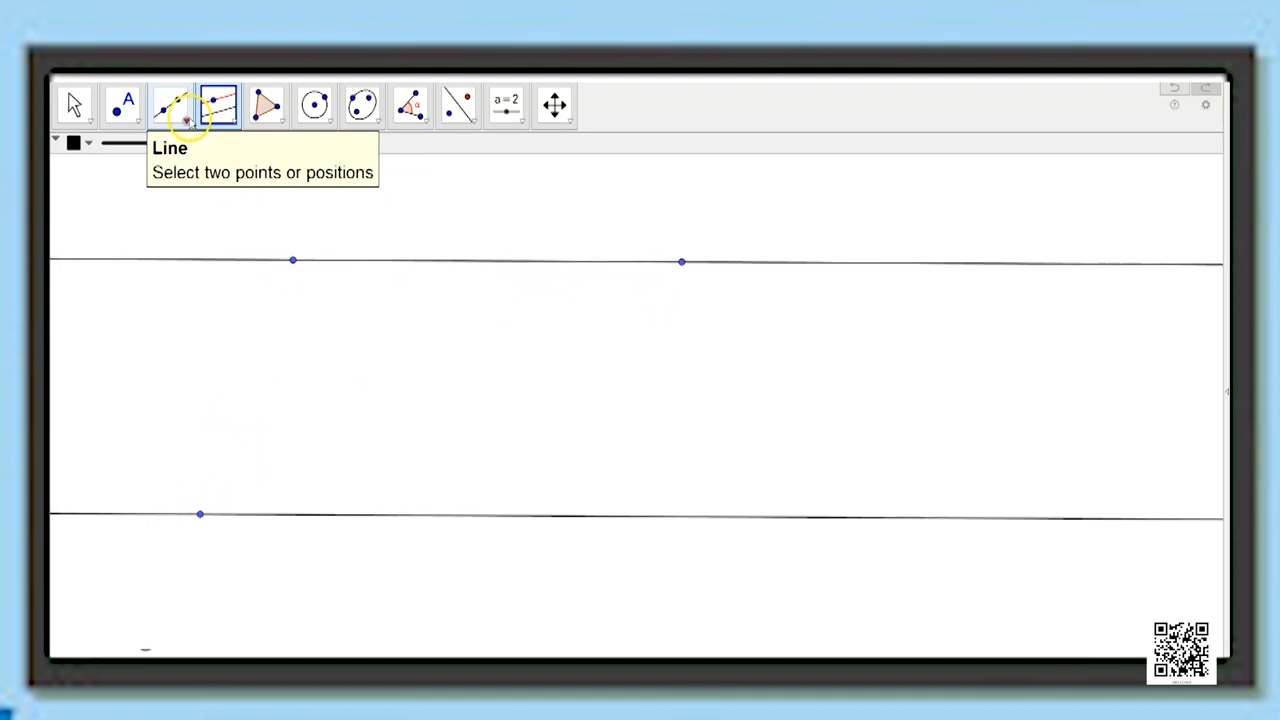 A
α
a = 2
Line
Select two points or positions